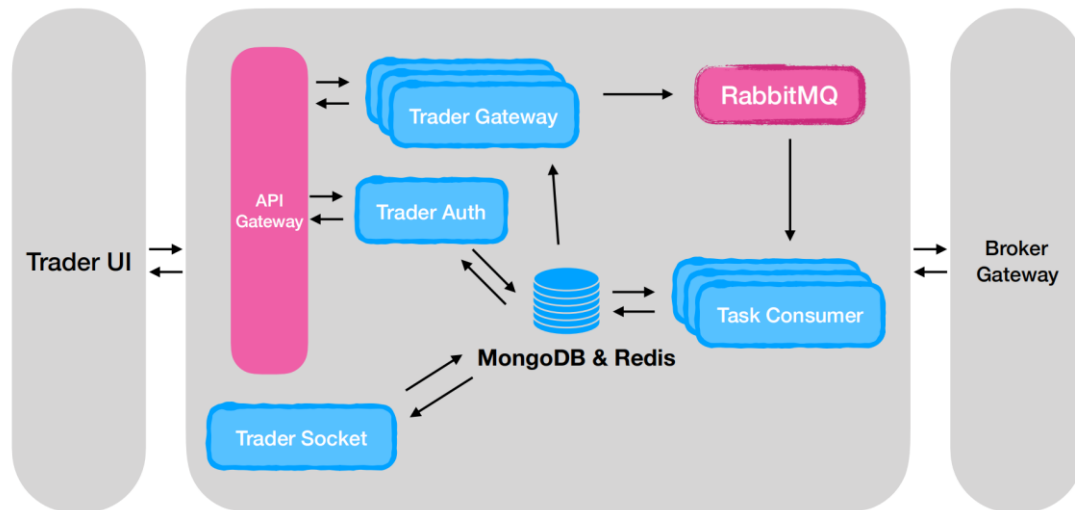 Trader UI
API
Gateway
Trader Gateway
RabbitMQ
Trader Auth
MongoDB & Redis
Task Consumer
Trader Socket
Broker
Gateway